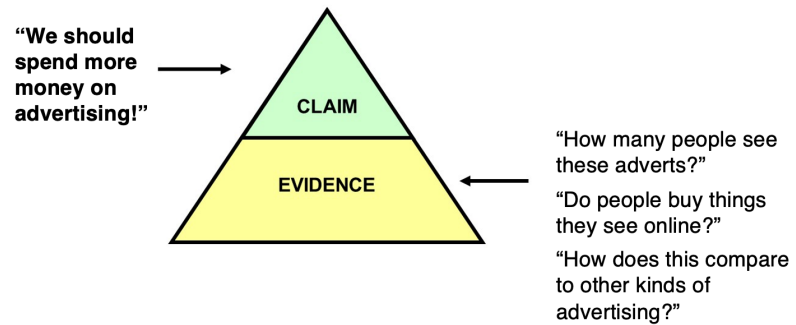 “We should
spend more
money on
advertising!”
CLAIM
EVIDENCE
“How many people see
these adverts?”
“Do people buy things
they see online?”
“How does this compare
to other kinds of
advertising?”